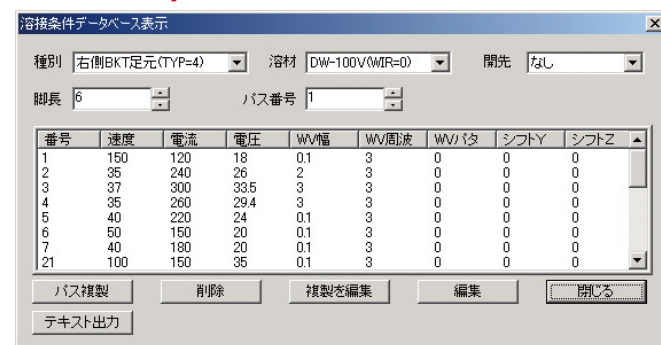 溶接条件データベース表示
種別 右側BKT足元(TYP=4) 溶材 DW-100V(WIR=0) 開先 なし
脚長 6 パス番号 1
番号 速度 電流 電圧 WV幅 WV周波 WVパタ シフトY シフトZ
1 150 120 18 0.1 3 0 0 0
2 35 240 26 2 3 0 0 0
3 37 300 33.5 3 3 0 0 0
4 35 260 29.4 3 3 0 0 0
5 40 220 24 0.1 3 0 0 0
6 50 150 20 0.1 3 0 0 0
7 40 180 20 0.1 3 0 0 0
21 100 150 35 0.1 3 0 0 0
パス複製 削除 複製を編集 編集 閉じる
テキスト出力